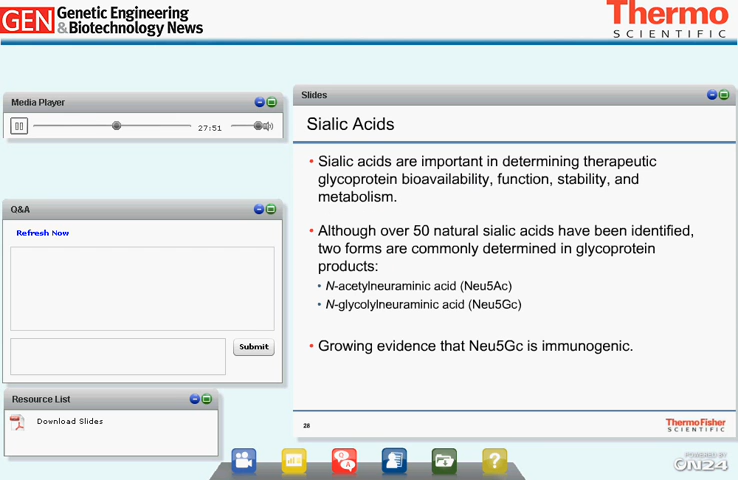 GEN Genetic Engineering
& Biotechnology News
Thermo
SCIENTIFIC
Media Player
27:51
Q&A
Refresh Now
Submit
Resource List
Download Slides
Slides
Sialic Acids
• Sialic acids are important in determining therapeutic
glycoprotein bioavailability, function, stability, and
metabolism.
• Although over 50 natural sialic acids have been identified,
two forms are commonly determined in glycoprotein
products:
• N-acetylneuraminic acid (Neu5Ac)
• N-glycolylneuraminic acid (Neu5Gc)
• Growing evidence that Neu5Gc is immunogenic.
28
ThermoFisher
SCIENTIFIC
Q
A
?
POWERED BY
ON24